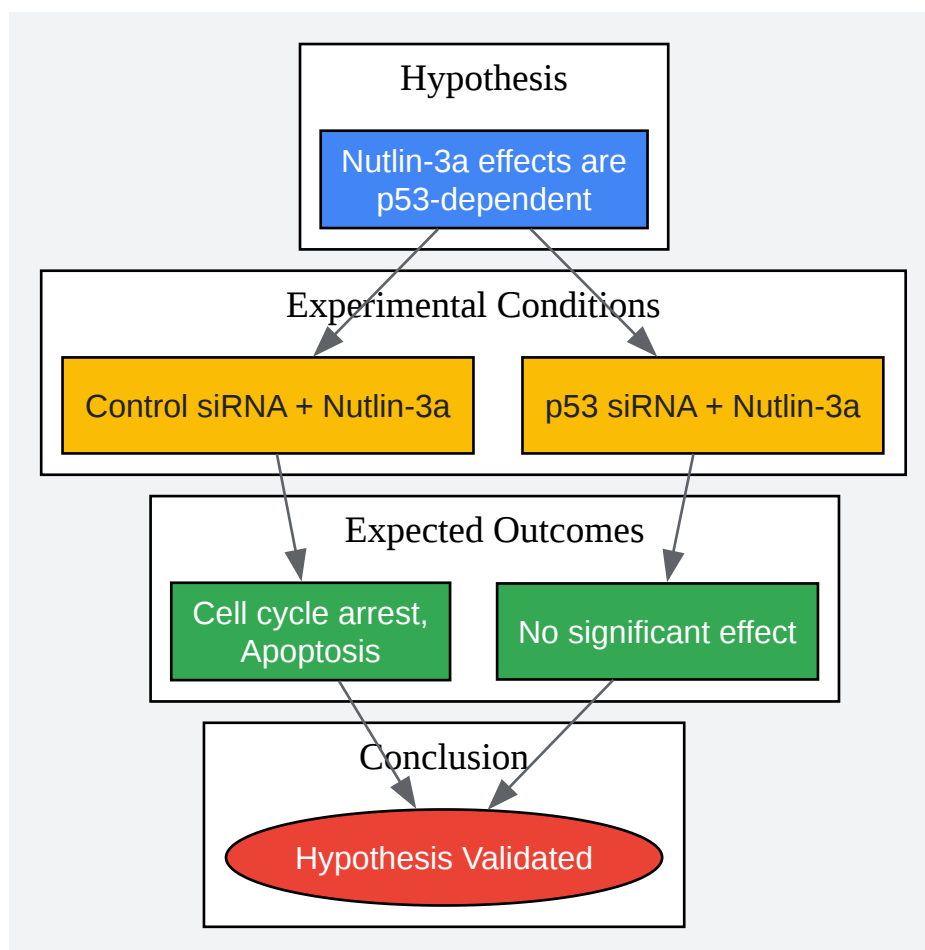 Hypothesis
Nutlin-3a effects are
p53-dependent
Experimental Conditions
Control siRNA + Nutlin-3a
p53 siRNA + Nutlin-3a
Expected Outcomes
Cell cycle arrest,
Apoptosis
No significant effect
Conclusion
Hypothesis Validated